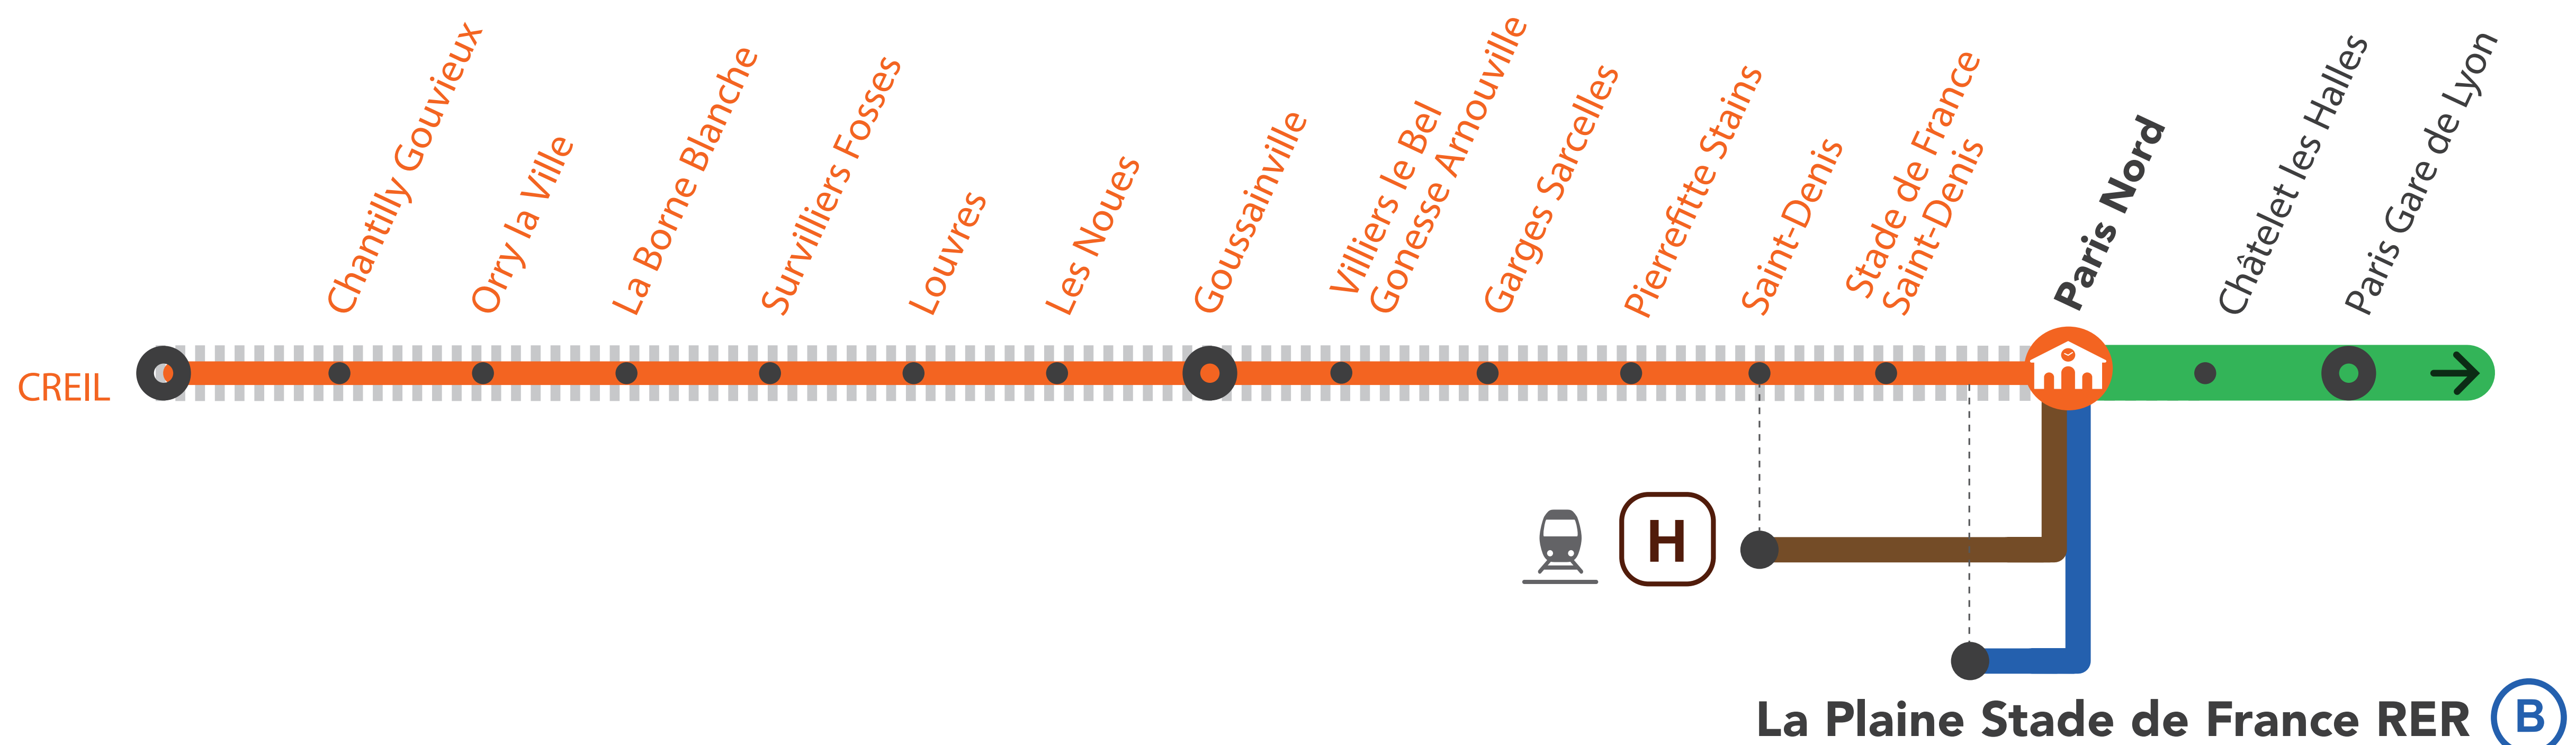 CREIL
Chantilly Gouvieux
Orry la Ville
La Borne Blanche
Survilliers Fosses
Louvres
Les Noues
Goussainville
Villiers le Bel
Gonesse Arnouville
Garges Sarcelles
Pierrefitte Stains
Saint-Denis
Stade de France
Saint-Denis
Paris Nord
Châtelet les Halles
Paris Gare de Lyon
H
La Plaine Stade de France RER B